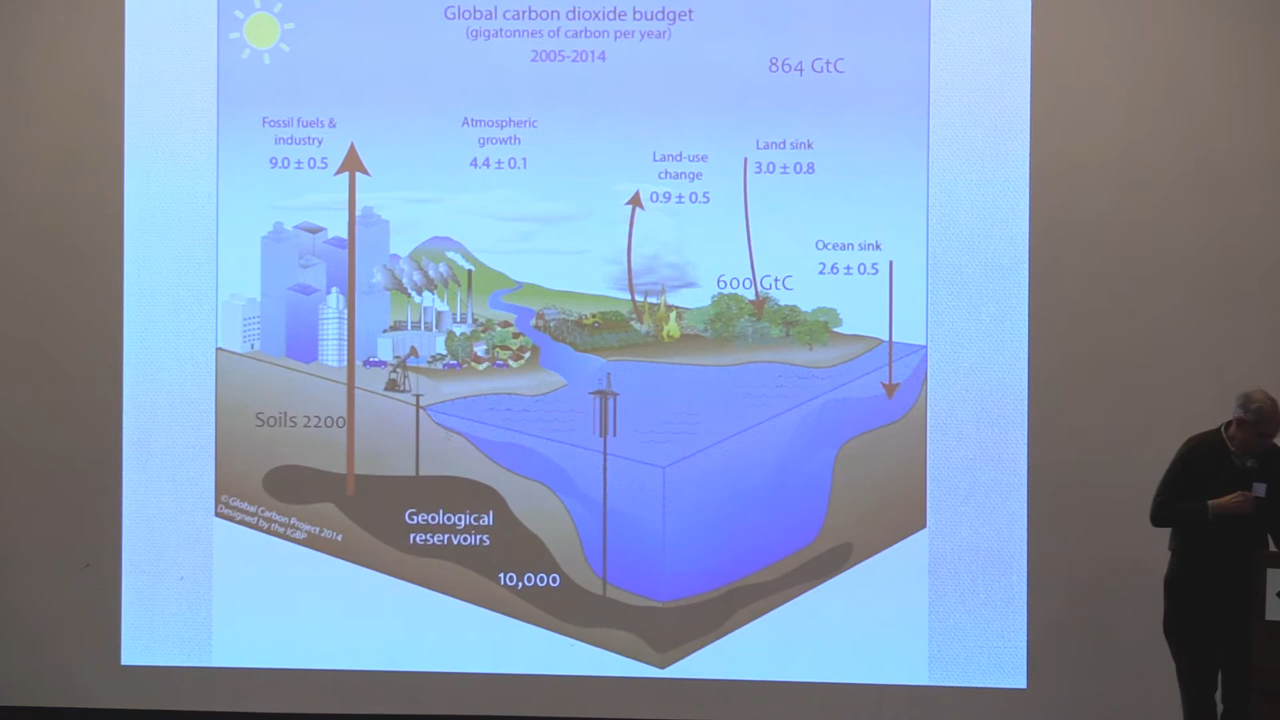 Global carbon dioxide budget
(gigatonnes of carbon per year)
2005-2014
864 GtC
Fossil fuels &
industry
9.0 ± 0.5
Atmospheric
growth
4.4 ± 0.1
Land-use
change
0.9 ± 0.5
Land sink
3.0 ± 0.8
Ocean sink
2.6 ± 0.5
600 GtC
Soils 2200
Geological
reservoirs
10,000
© Global Carbon Project 2014
Designed by the IGBP